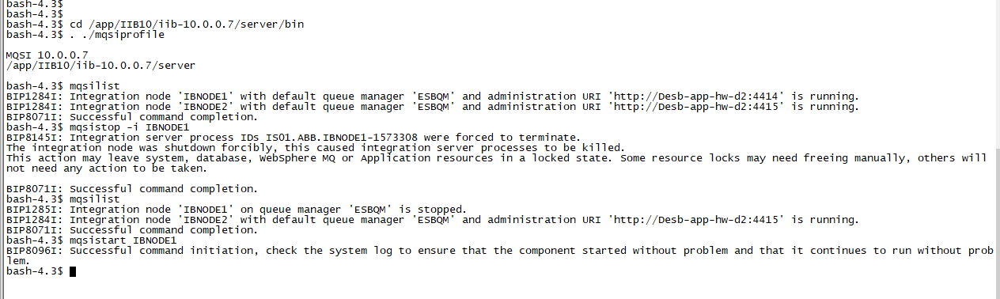 bash-4.3$
bash-4.3$
bash-4.3$ cd /app/IIB10/iib-10.0.0.7/server/bin
bash-4.3$ . ./mqsiprofile
MQSI 10.0.0.7
/app/IIB10/iib-10.0.0.7/server
bash-4.3$ mqsilist
BIP1284I: Integration node 'IBNODE1' with default queue manager 'ESBQM' and administration URI 'http://Desb-app-hw-d2:4414' is running.
BIP1284I: Integration node 'IBNODE2' with default queue manager 'ESBQM' and administration URI 'http://Desb-app-hw-d2:4415' is running.
BIP8071I: Successful command completion.
bash-4.3$ mqsistop -i IBNODE1
BIP8145I: Integration server process IDs IS01.ABB.IBNODE1-1573308 were forced to terminate.
The integration node was shutdown forcibly, this caused integration server processes to be killed.
This action may leave system, database, WebSphere MQ or Application resources in a locked state. Some resource locks may need freeing manually, others will
not need any action to be taken.
BIP8071I: Successful command completion.
bash-4.3$ mqsilist
BIP1285I: Integration node 'IBNODE1' on queue manager 'ESBQM' is stopped.
BIP1284I: Integration node 'IBNODE2' with default queue manager 'ESBQM' and administration URI 'http://Desb-app-hw-d2:4415' is running.
BIP8071I: Successful command completion.
bash-4.3$ mqsistart IBNODE1
BIP8096I: Successful command initiation, check the system log to ensure that the component started without problem and that it continues to run without prob
lem.
bash-4.3$